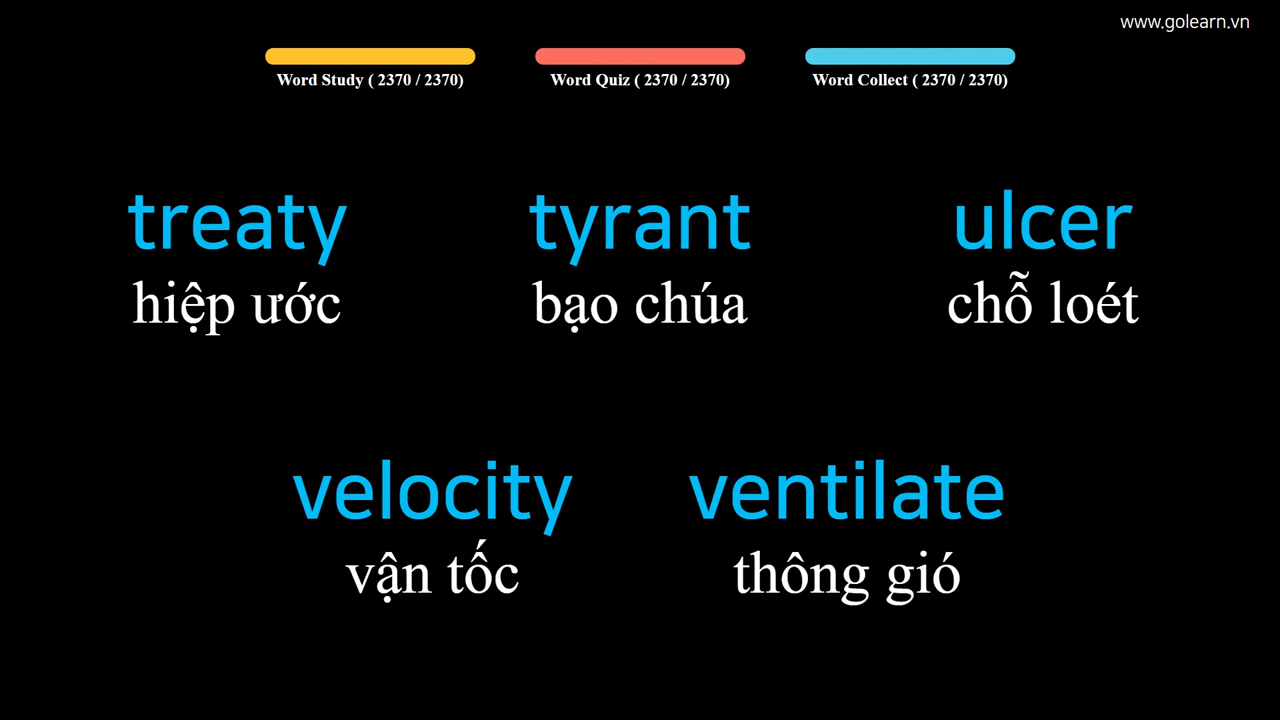 www.golearn.vn
Word Study ( 2370 / 2370)
Word Quiz ( 2370 / 2370)
Word Collect ( 2370 / 2370)
treaty
hiệp ước
tyrant
bạo chúa
ulcer
chỗ loét
velocity
vận tốc
ventilate
thông gió